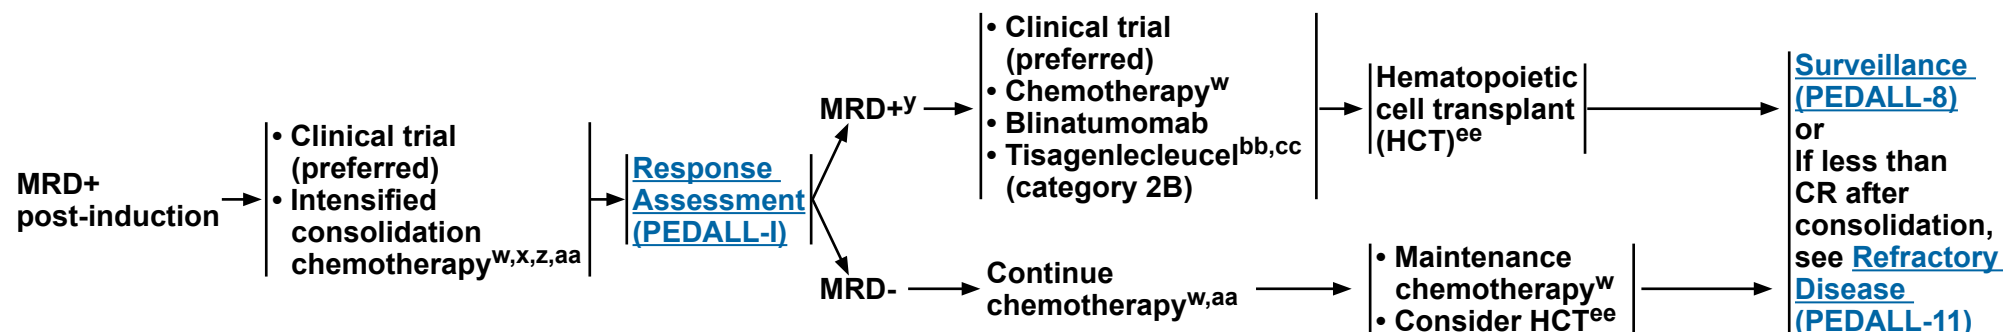 MRD+
post-induction
• Clinical trial
(preferred)
• Intensified
consolidation
chemotherapyw,x,z,aa
Response
Assessment
(PEDALL-I)
MRD+y
• Clinical trial
(preferred)
• Chemotherapyw
• Blinatumomab
• Tisagenlecleucelbb,cc
(category 2B)
Hematopoietic
cell transplant
(HCT)ee
MRD-
Continue
chemotherapyw,aa
• Maintenance
chemotherapyw
• Consider HCTee
Surveillance
(PEDALL-8)
or
If less than
CR after
consolidation,
see Refractory
Disease
(PEDALL-11)